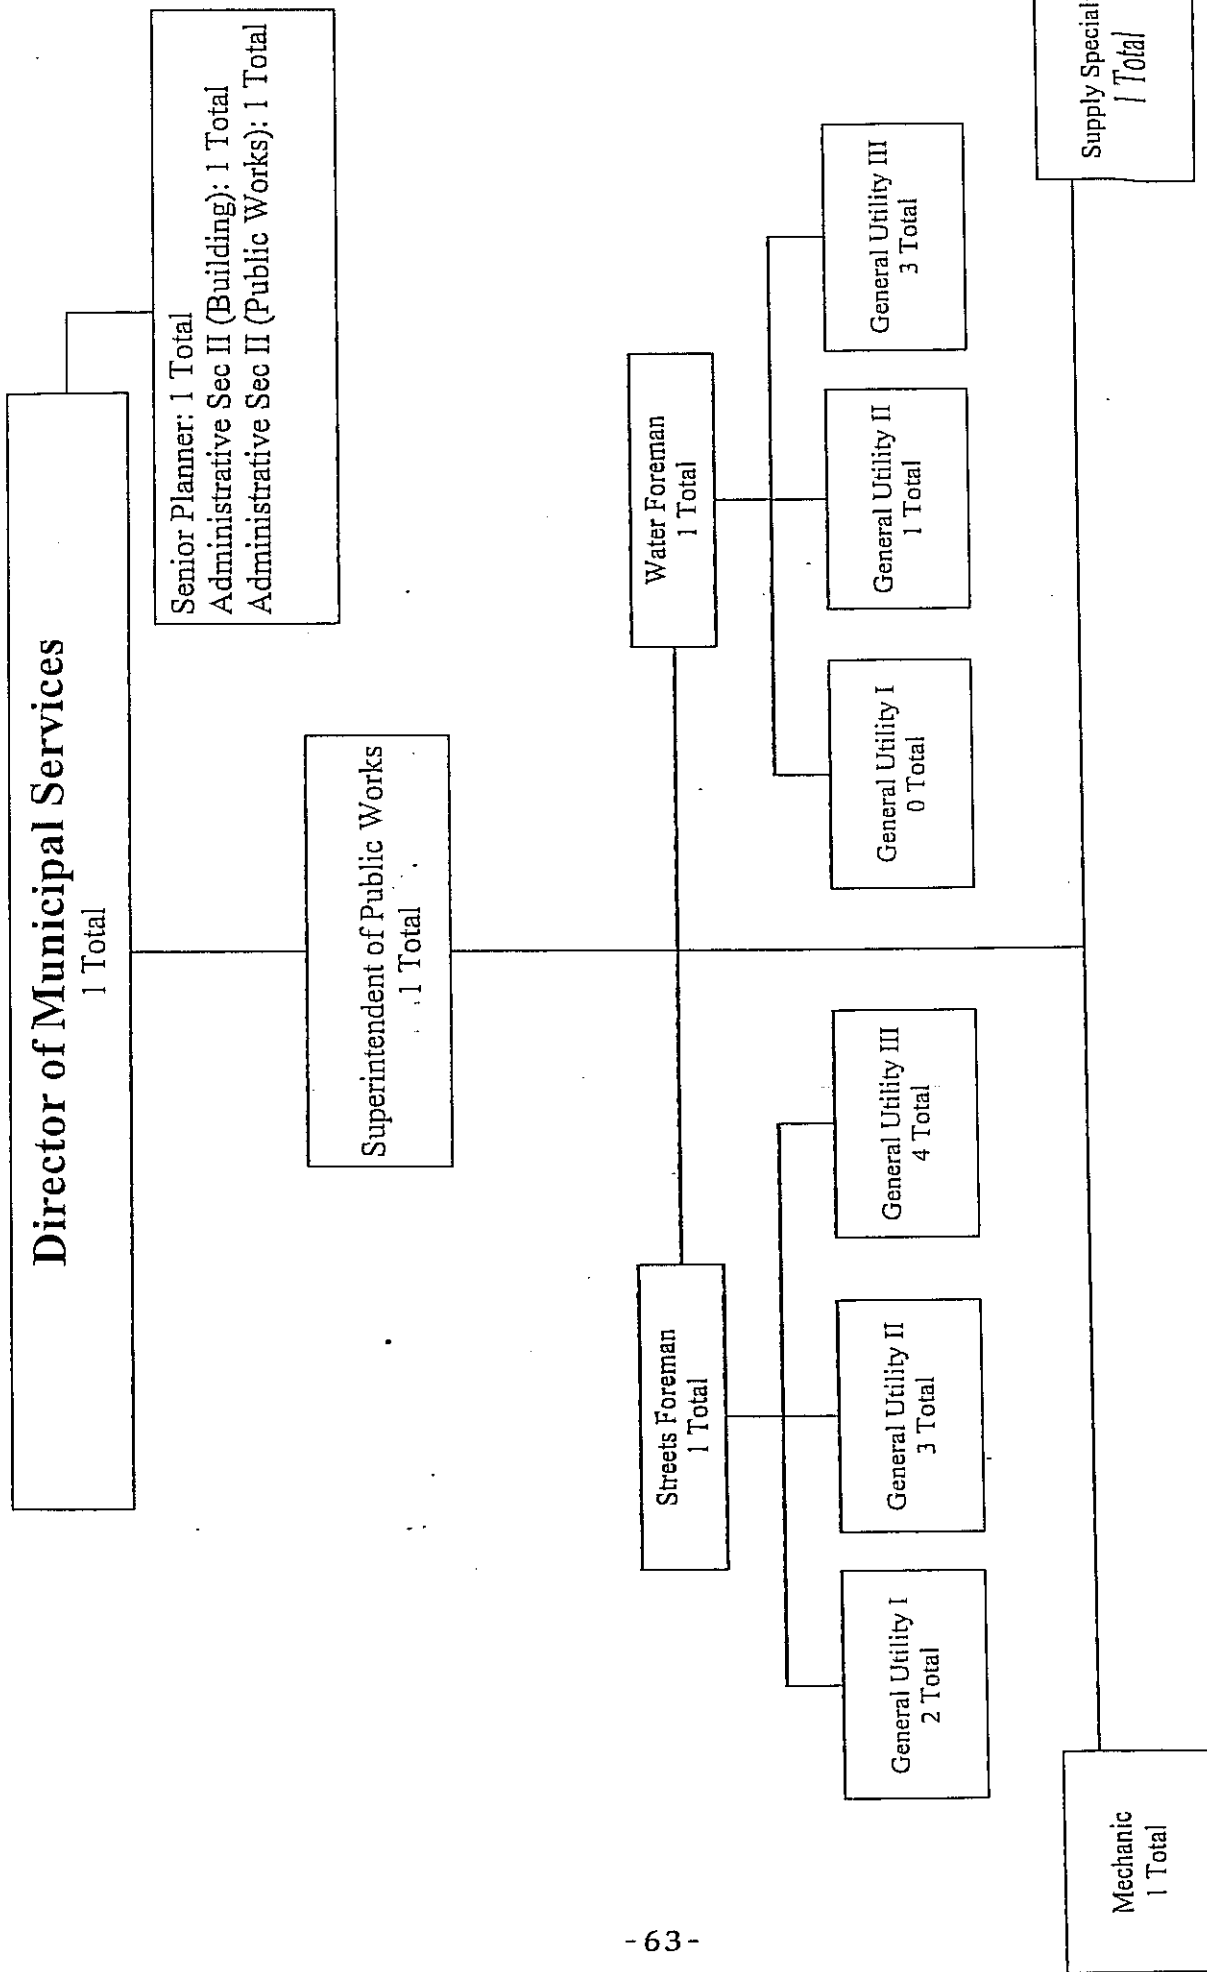 Director of Municipal Services
1 Total
Senior Planner: 1 Total
Administrative Sec II (Building): 1 Total
Administrative Sec II (Public Works): 1 Total
Superintendent of Public Works
1 Total
Streets Foreman
1 Total
Water Foreman
1 Total
General Utility I
2 Total
General Utility II
3 Total
General Utility III
4 Total
General Utility I
0 Total
General Utility II
1 Total
General Utility III
3 Total
Mechanic
1 Total
Supply Special
1 Total
-63-